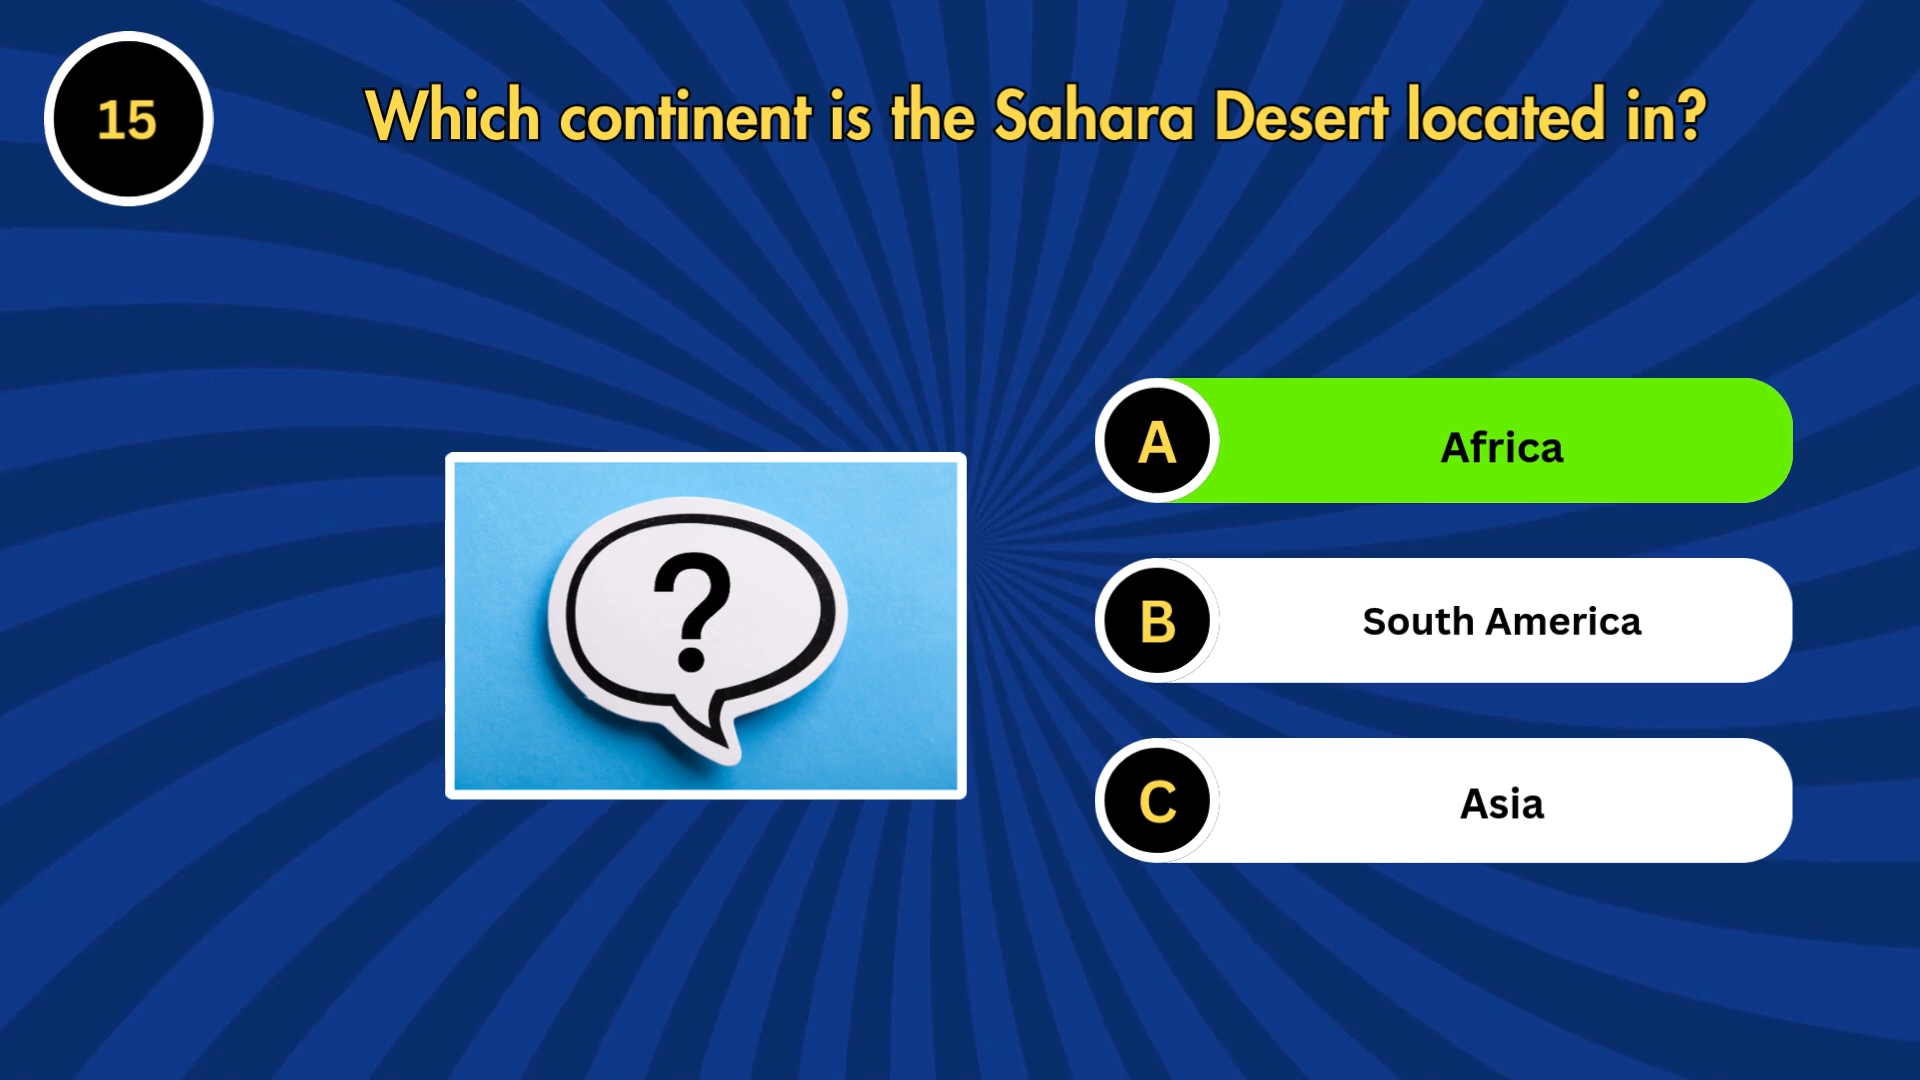 15
Which continent is the Sahara Desert located in?
A
Africa
?
B
South America
C
Asia